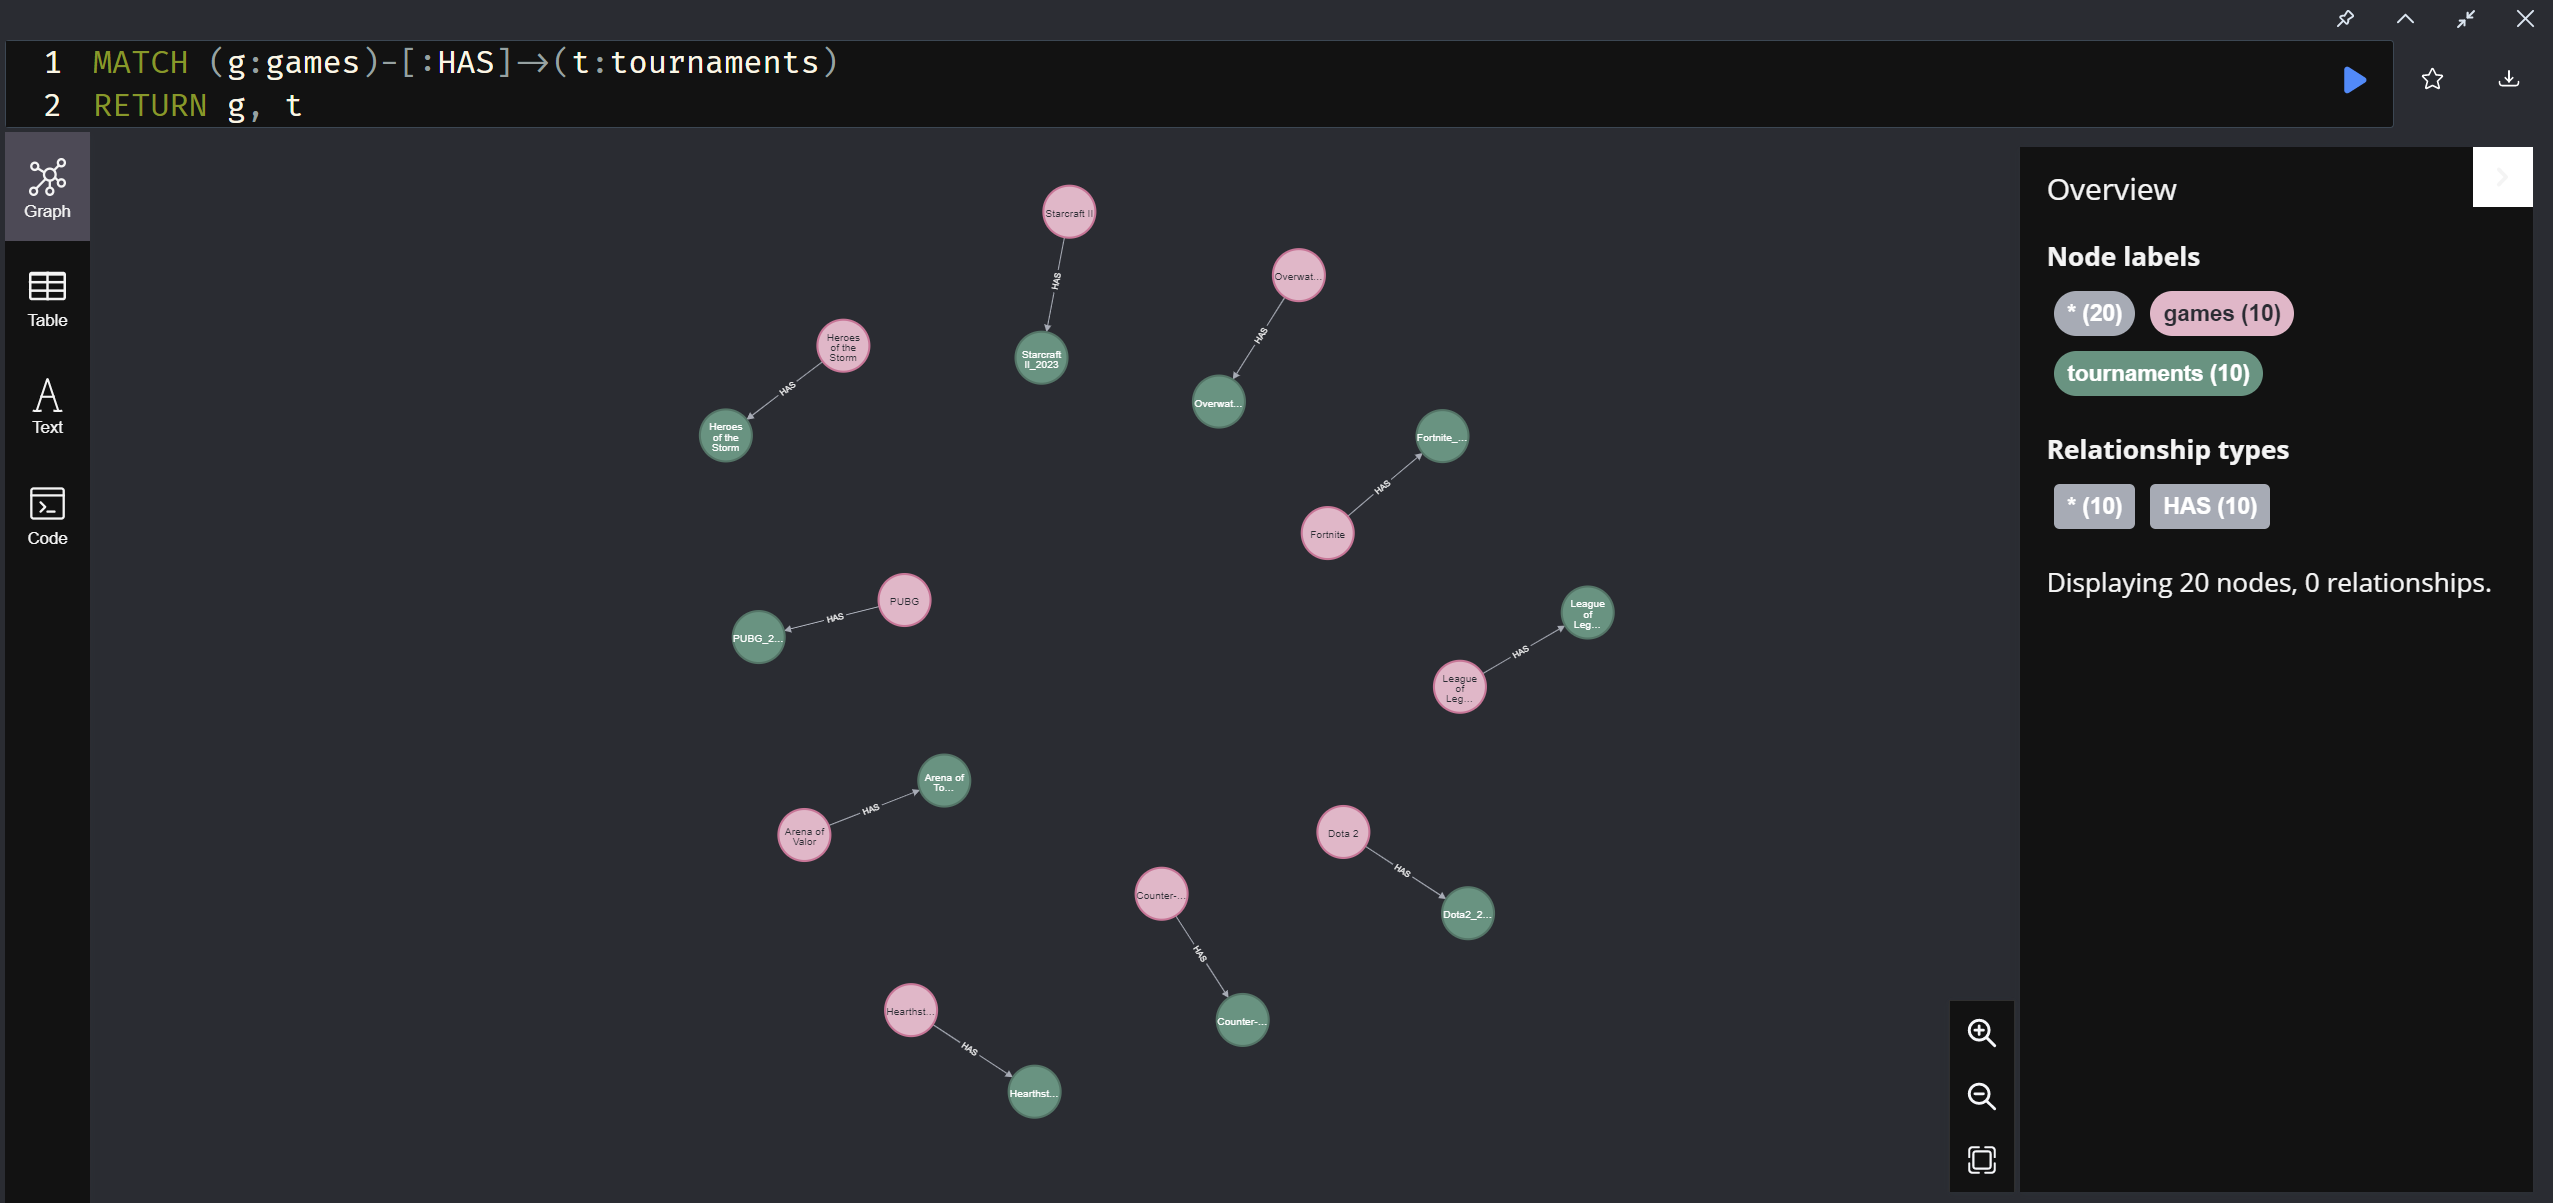 1 MATCH (g:games)-[:HAS]→(t:tournaments)
2 RETURN g, t
Graph
Table
Text
Code
Starcraft II
HAS
Starcraft
II_2023
Overwat...
HAS
Overwat...
Heroes
of the
Storm
HAS
Heroes
of the
Storm
Fortnite_...
HAS
Fortnite
PUBG
HAS
PUBG_2...
League
of
Leg...
HAS
League
of
Leg...
Arena of
To...
HAS
Arena of
Valor
Dota 2
HAS
Dota2_2...
Counter-...
HAS
Counter-...
Hearthst...
HAS
Hearthst...
Overview
Node labels
* (20) games (10)
tournaments (10)
Relationship types
* (10) HAS (10)
Displaying 20 nodes, 0 relationships.